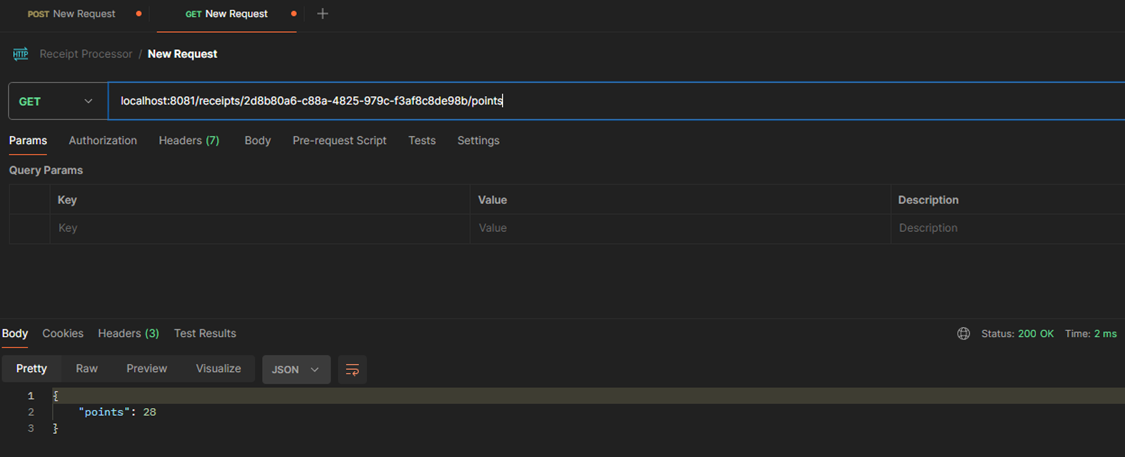 POST New Request GET New Request
HTTP Receipt Processor / New Request
GET localhost:8081/receipts/2d8b80a6-c88a-4825-979c-f3af8c8de98b/points
Params Authorization Headers (7) Body Pre-request Script Tests Settings
Query Params
Key Value Description
Key Value Description
Body Cookies Headers (3) Test Results Status: 200 OK Time: 2 ms
Pretty Raw Preview Visualize JSON
1 {
2 "points": 28
3 }